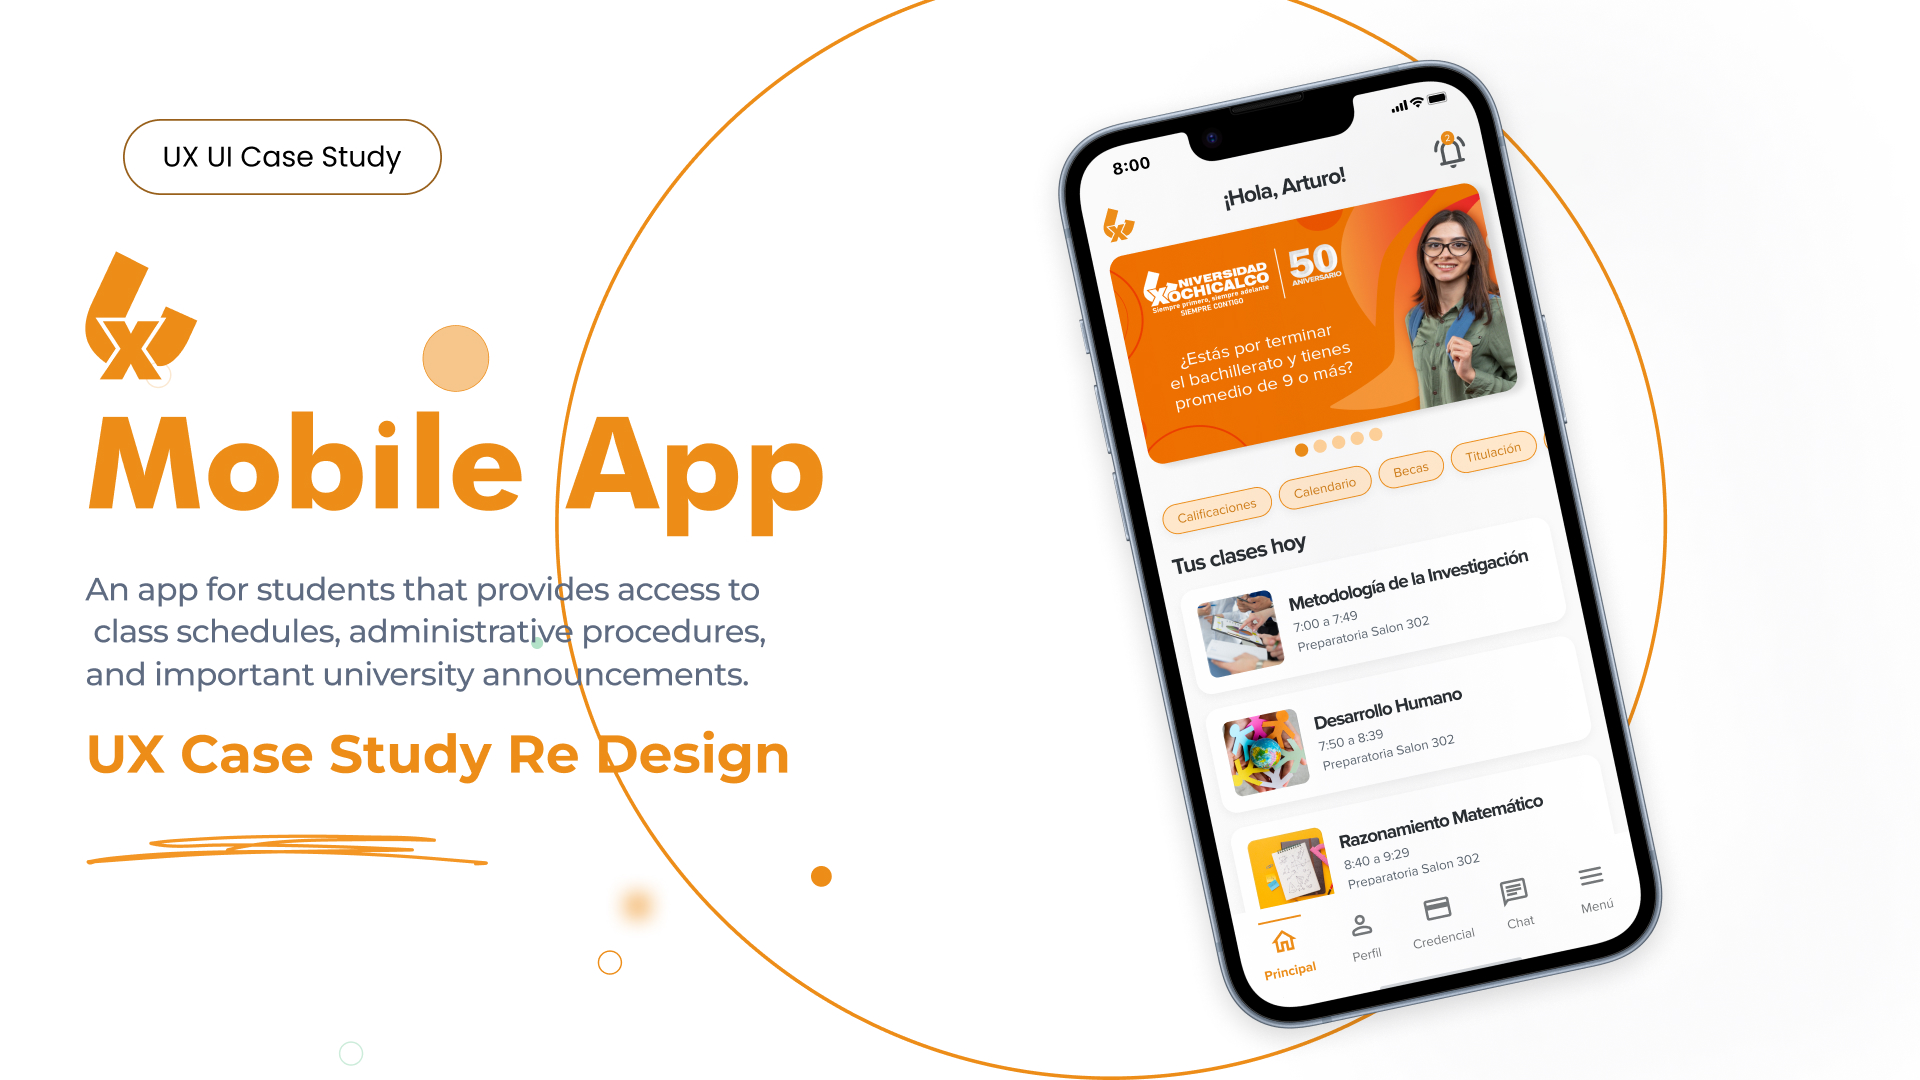 UX UI Case Study
Mobile App
An app for students that provides access to
class schedules, administrative procedures,
and important university announcements.
UX Case Study Re Design
8:00
2
¡Hola, Arturo!
UNIVERSIDAD
XOCHICALCO
Siempre primero, siempre adelante
SIEMPRE CONTIGO
50
ANIVERSARIO
¿Estás por terminar
el bachillerato y tienes
promedio de 9 o más?
Calificaciones
Calendario
Becas
Titulación
Tus clases hoy
Metodología de la Investigación
7:00 a 7:49
Preparatoria Salon 302
Desarrollo Humano
7:50 a 8:39
Preparatoria Salon 302
Razonamiento Matemático
8:40 a 9:29
Preparatoria Salon 302
Principal
Perfil
Credencial
Chat
Menú